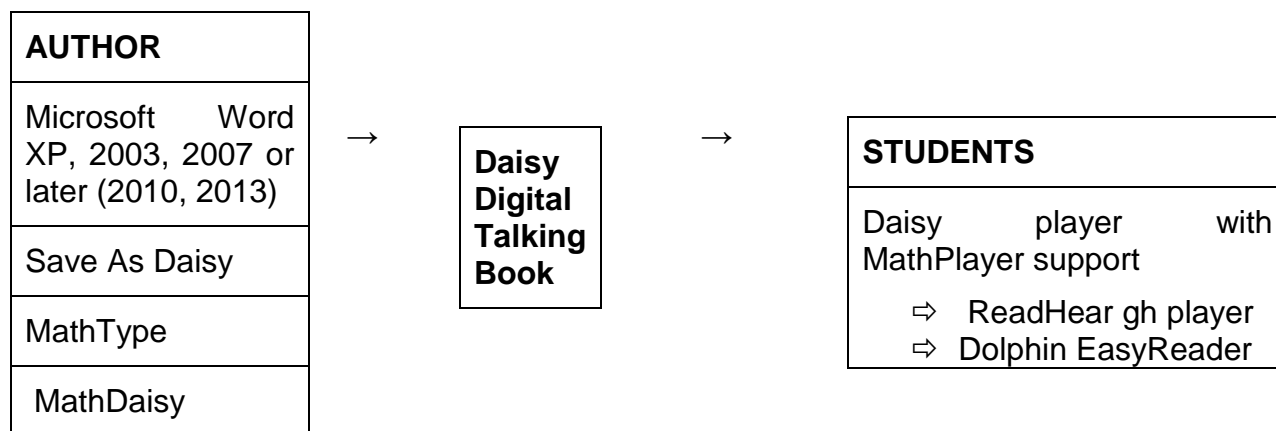 AUTHOR
Microsoft Word
XP, 2003, 2007 or
later (2010, 2013)
Save As Daisy
MathType
MathDaisy
→
Daisy
Digital
Talking
Book
→
STUDENTS
Daisy player with
MathPlayer support
⇨ ReadHear gh player
⇨ Dolphin EasyReader